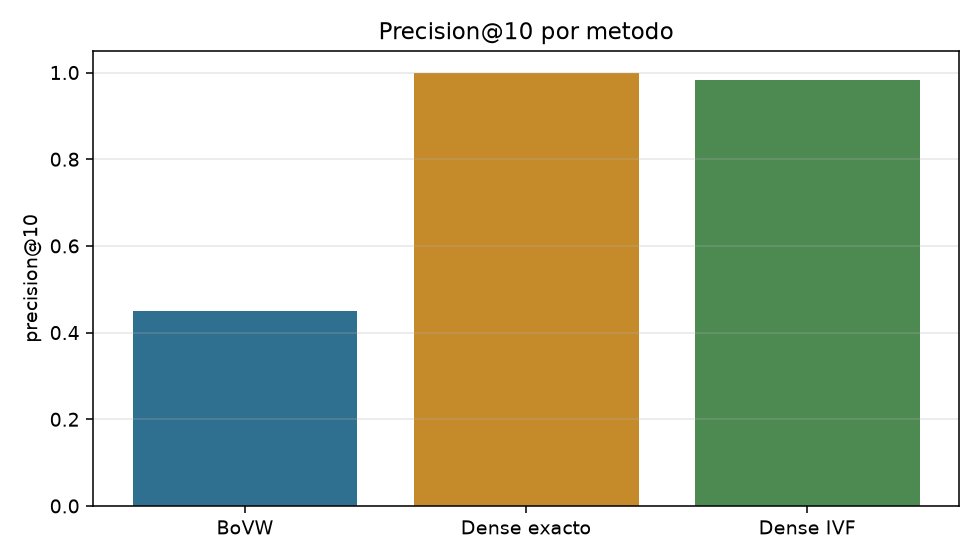 Precision@10 por metodo
precision@10
1.0
0.8
0.6
0.4
0.2
0.0
BoVW
Dense exacto
Dense IVF